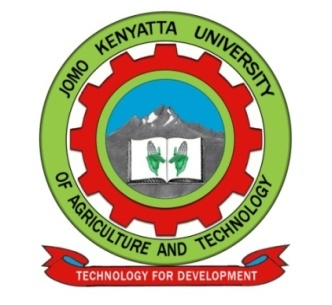 JOMO KENYATTA UNIVERSITY
OF AGRICULTURE AND TECHNOLOGY
TECHNOLOGY FOR DEVELOPMENT